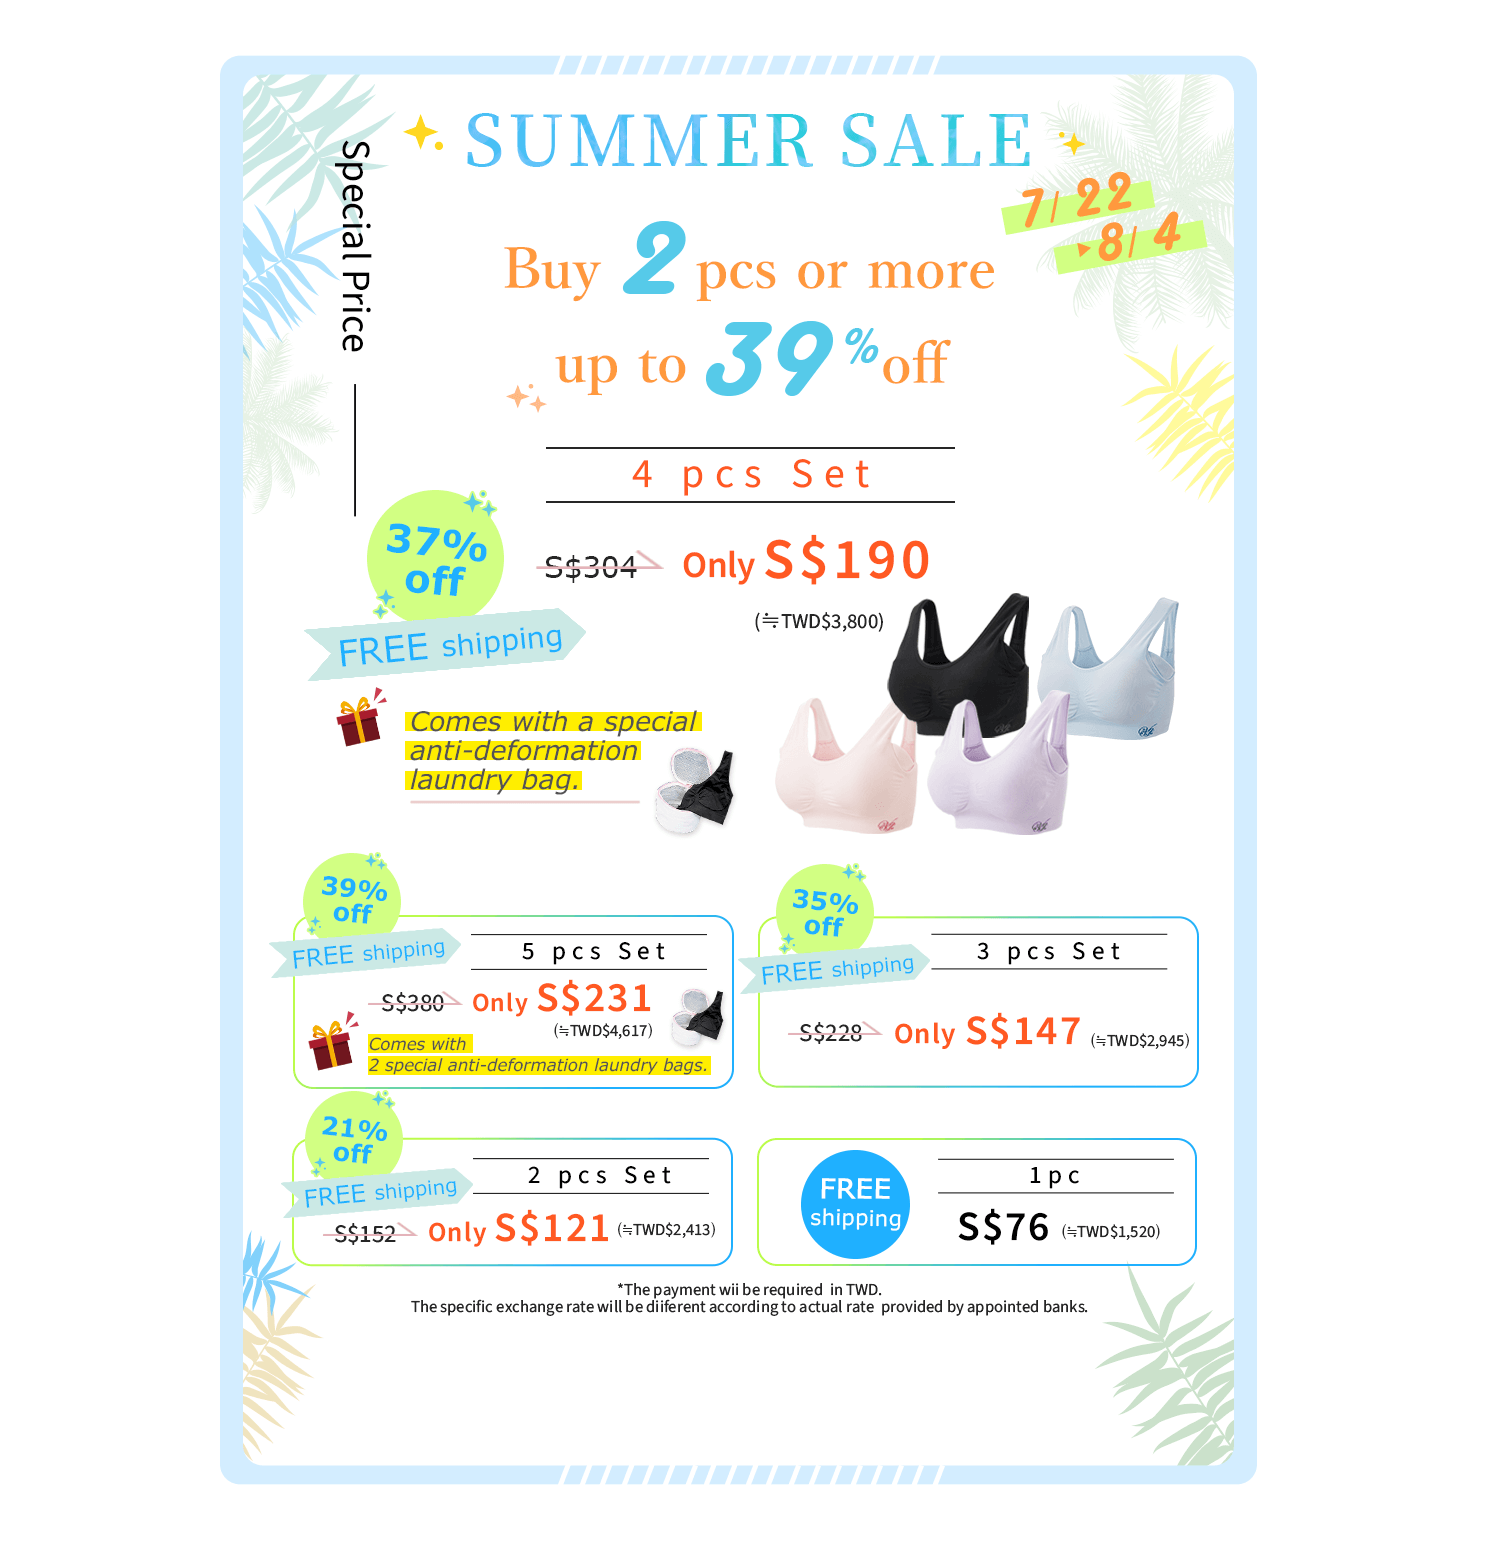 SUMMER SALE
Special Price
7/22
▸8/4
Buy 2 pcs or more
up to 39%off
4 pcs Set
37%
off
S$304 Only S$190
(≒TWD$3,800)
FREE shipping
Comes with a special
anti-deformation
laundry bag.
39%
off
FREE shipping
5 pcs Set
S$380 Only S$231
(≒TWD$4,617)
Comes with
2 special anti-deformation laundry bags.
35%
off
FREE shipping
3 pcs Set
S$228 Only S$147 (≒TWD$2,945)
21%
off
FREE shipping
2 pcs Set
S$152 Only S$121 (≒TWD$2,413)
FREE
shipping
1pc
S$76 (≒TWD$1,520)
*The payment wii be required in TWD.
The specific exchange rate will be diiferent according to actual rate provided by appointed banks.